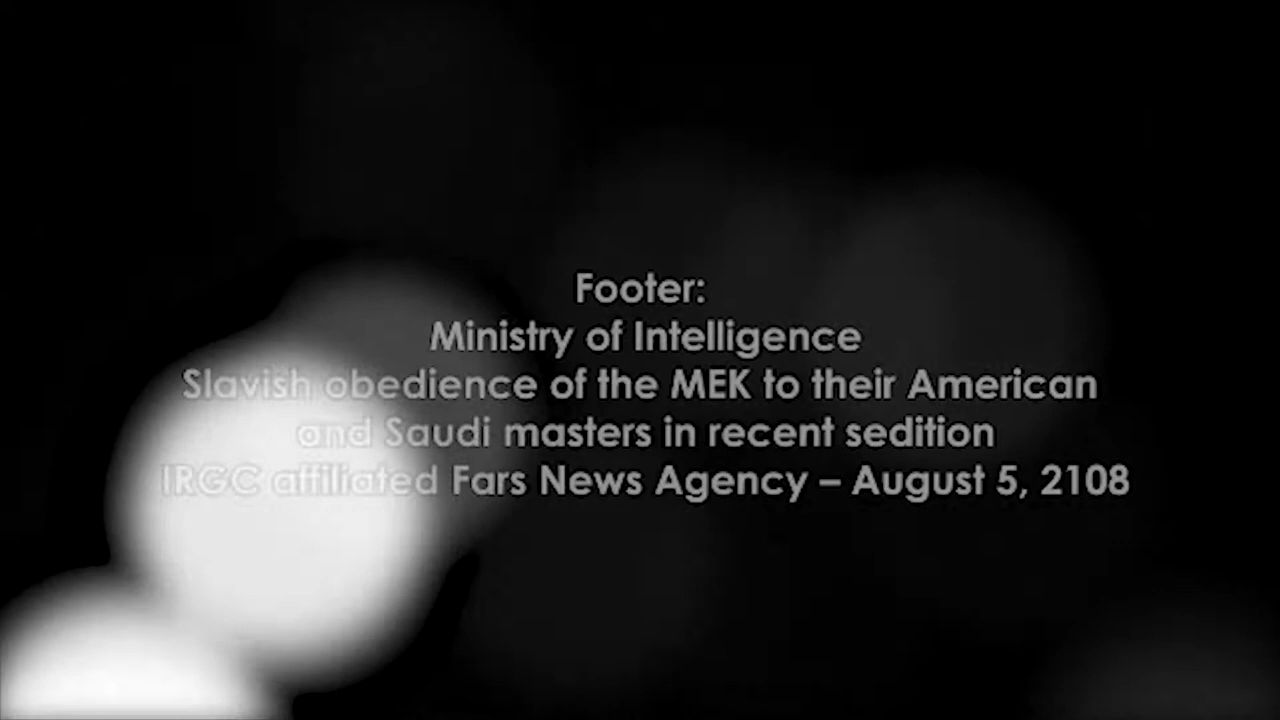 Footer:
Ministry of Intelligence
Slavish obedience of the MEK to their American
and Saudi masters in recent sedition
IRGC affiliated Fars News Agency – August 5, 2108